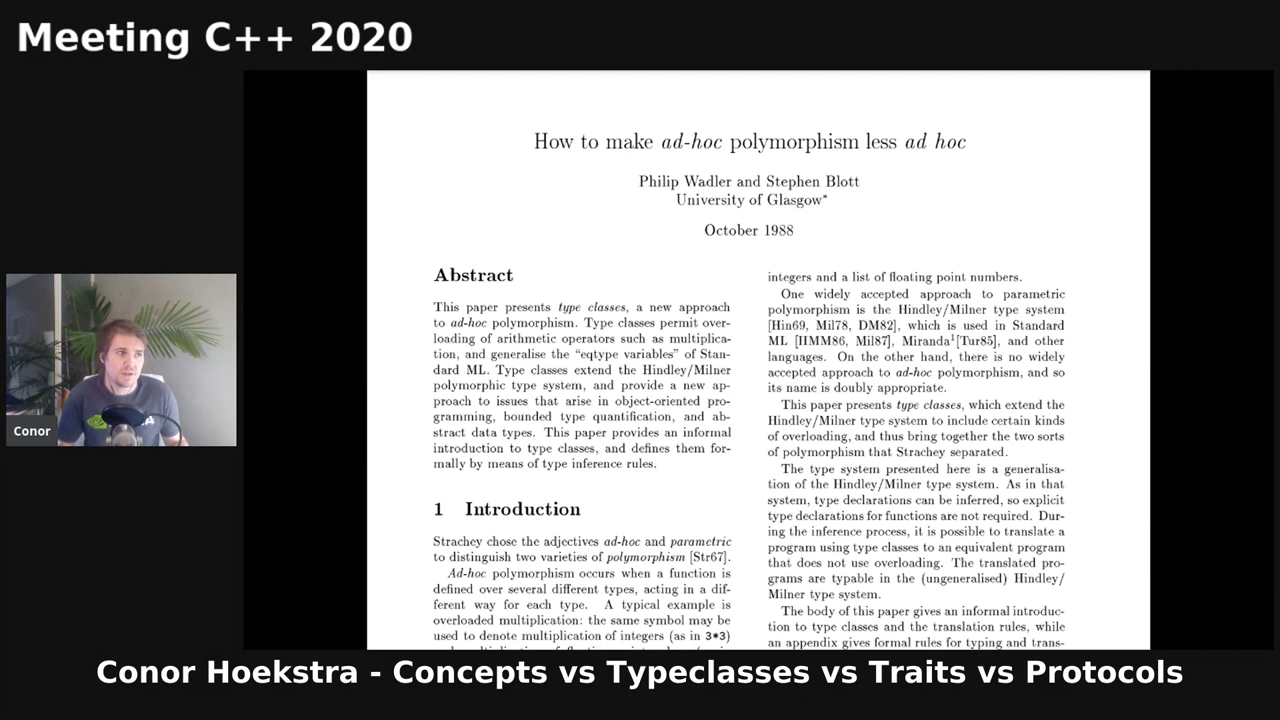 Meeting C++ 2020
How to make ad-hoc polymorphism less ad hoc
Philip Wadler and Stephen Blott
University of Glasgow*
October 1988
Abstract
This paper presents type classes, a new approach
to ad-hoc polymorphism. Type classes permit over-
loading of arithmetic operators such as multiplica-
tion, and generalise the “eqtype variables” of Stan-
dard ML. Type classes extend the Hindley/Milner
polymorphic type system, and provide a new ap-
proach to issues that arise in object-oriented pro-
gramming, bounded type quantification, and ab-
stract data types. This paper provides an informal
introduction to type classes, and defines them for-
mally by means of type inference rules.
1 Introduction
Strachey chose the adjectives ad-hoc and parametric
to distinguish two varieties of polymorphism [Str67].
Ad-hoc polymorphism occurs when a function is
defined over several different types, acting in a dif-
ferent way for each type. A typical example is
overloaded multiplication: the same symbol may be
used to denote multiplication of integers (as in 3*3)
integers and a list of floating point numbers.
One widely accepted approach to parametric
polymorphism is the Hindley/Milner type system
[Hin69, Mil78, DM82], which is used in Standard
ML [HMM86, Mil87], Miranda¹[Tur85], and other
languages. On the other hand, there is no widely
accepted approach to ad-hoc polymorphism, and so
its name is doubly appropriate.
This paper presents type classes, which extend the
Hindley/Milner type system to include certain kinds
of overloading, and thus bring together the two sorts
of polymorphism that Strachey separated.
The type system presented here is a generalisa-
tion of the Hindley/Milner type system. As in that
system, type declarations can be inferred, so explicit
type declarations for functions are not required. Dur-
ing the inference process, it is possible to translate a
program using type classes to an equivalent program
that does not use overloading. The translated pro-
grams are typable in the (ungeneralised) Hindley/
Milner type system.
The body of this paper gives an informal introduc-
tion to type classes and the translation rules, while
an appendix gives formal rules for typing and trans-
Conor
Conor Hoekstra - Concepts vs Typeclasses vs Traits vs Protocols